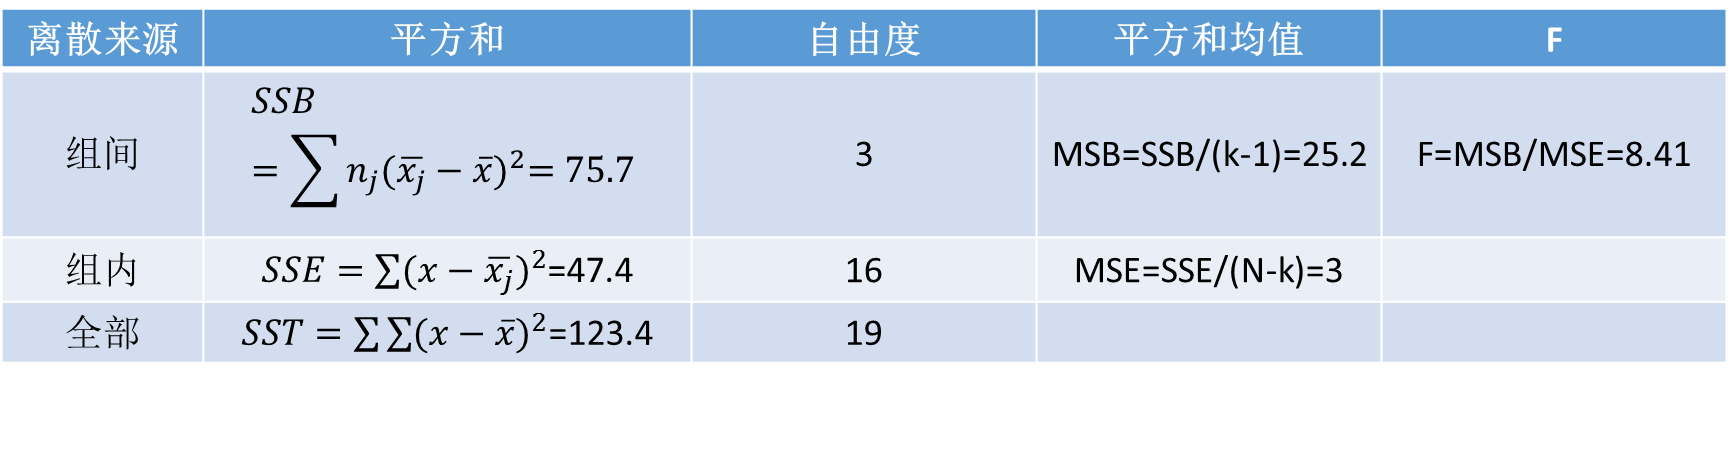 离散来源 平方和 自由度 平方和均值 F
SSB
组间 =∑n_j(x̄_j − x̄)²= 75.7 3 MSB=SSB/(k-1)=25.2 F=MSB/MSE=8.41
组内 SSE = ∑(x − x̄_j)²=47.4 16 MSE=SSE/(N-k)=3
全部 SST = ∑∑(x − x̄)²=123.4 19